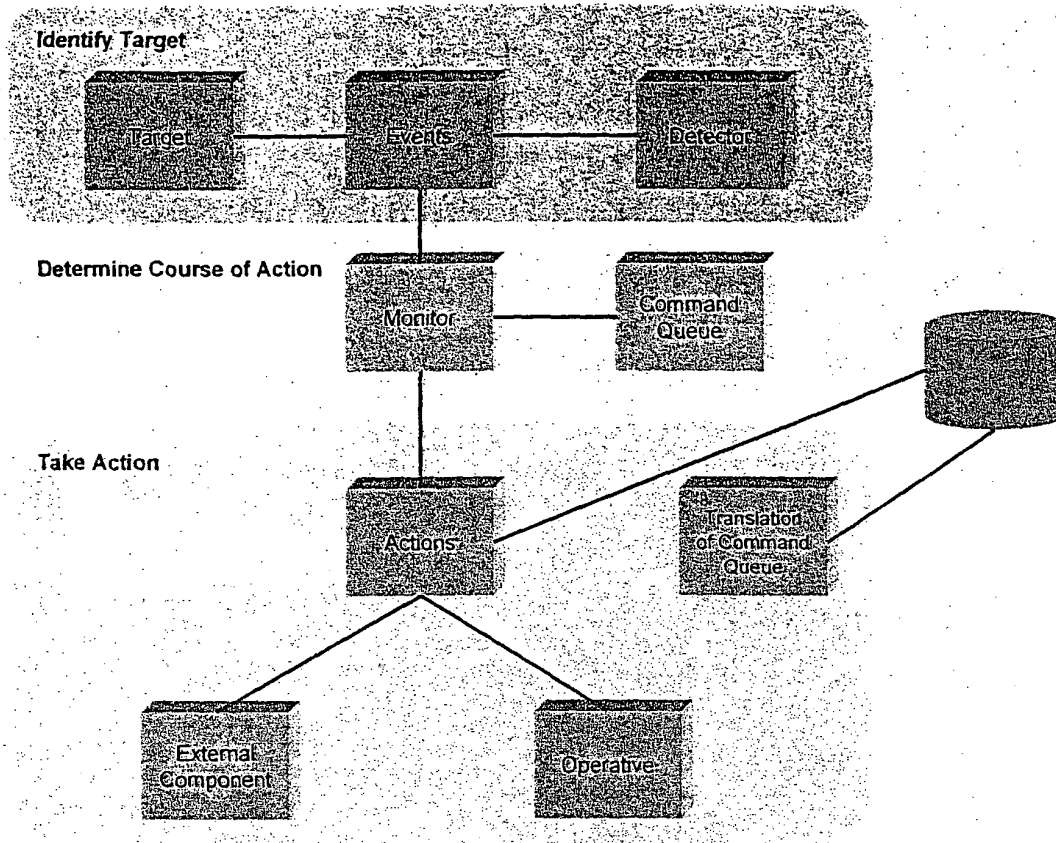 Identify Target
Target
Events
Detector
Determine Course of Action
Monitor
Command
Queue
Take Action
Actions
Translation
of Command
Queue
External
Component
Operative